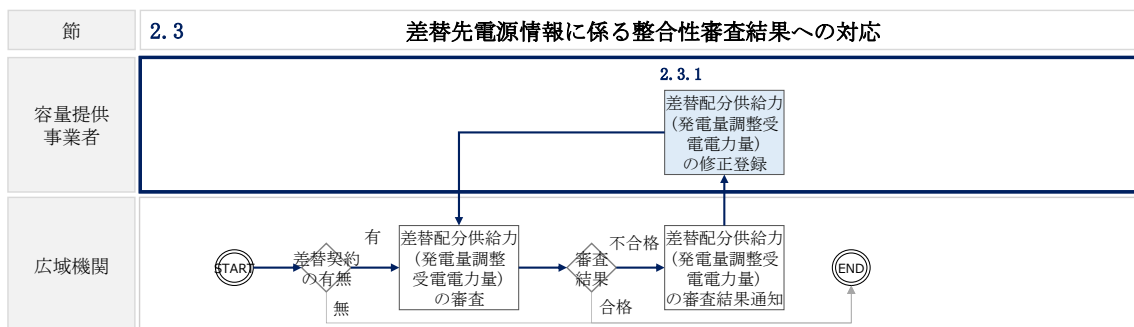 節
2.3
差替先電源情報に係る整合性審査結果への対応
容量提供
事業者
2.3.1
差替配分供給力
(発電量調整受
電電力量)
の修正登録
広域機関
START
差替契約
の有無
有
無
差替配分供給力
(発電量調整
受電電力量)
の審査
審査
結果
不合格
合格
差替配分供給力
(発電量調整受
電電力量)
の審査結果通知
END